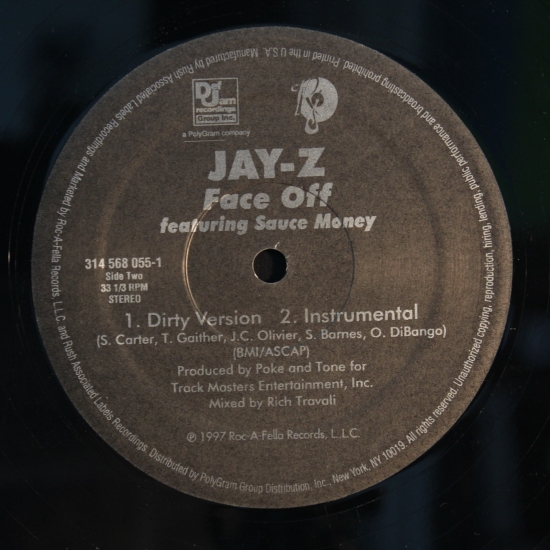 Def
Jam
recordings
Group Inc.
a PolyGram company
JAY-Z
Face Off
featuring Sauce Money
314 568 055-1
Side Two
33 1/3 RPM
STEREO
1. Dirty Version 2. Instrumental
(S. Carter, T. Gaither, J.C. Olivier, S. Barnes, O. DiBango)
(BMI/ASCAP)
Produced by Poke and Tone for
Track Masters Entertainment, Inc.
Mixed by Rich Travali
℗ 1997 Roc-A-Fella Records, L.L.C.
Manufactured by Rush Associated Labels Recordings and Marketed by Roc-A-Fella Records, L.L.C. and Rush Associated Labels Recordings. Distributed by PolyGram Group Distribution, Inc., New York, NY 10019. All rights reserved. Unauthorized copying, reproduction, hiring, lending, public performance and broadcasting prohibited. Printed in the U.S.A.